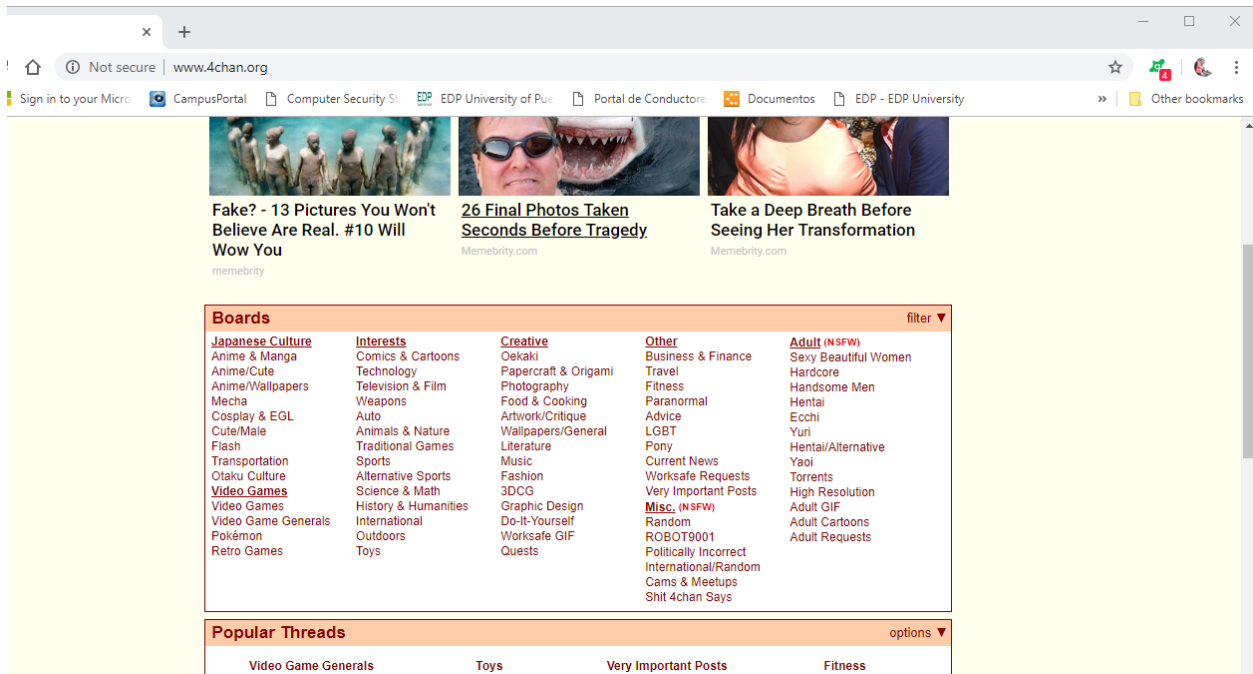 Not secure
www.4chan.org
4
Sign in to your Micro
CampusPortal
Computer Security St
EDP University of Pue
Portal de Conductore
Documentos
EDP - EDP University
»
Other bookmarks
Fake? - 13 Pictures You Won't
Believe Are Real. #10 Will
Wow You
memebrity
26 Final Photos Taken
Seconds Before Tragedy
Memebrity.com
Take a Deep Breath Before
Seeing Her Transformation
Memebrity.com
Boards
filter ▼
Japanese Culture
Anime & Manga
Anime/Cute
Anime/Wallpapers
Mecha
Cosplay & EGL
Cute/Male
Flash
Transportation
Otaku Culture
Video Games
Video Games
Video Game Generals
Pokémon
Retro Games
Interests
Comics & Cartoons
Technology
Television & Film
Weapons
Auto
Animals & Nature
Traditional Games
Sports
Alternative Sports
Science & Math
History & Humanities
International
Outdoors
Toys
Creative
Oekaki
Papercraft & Origami
Photography
Food & Cooking
Artwork/Critique
Wallpapers/General
Literature
Music
Fashion
3DCG
Graphic Design
Do-It-Yourself
Worksafe GIF
Quests
Other
Business & Finance
Travel
Fitness
Paranormal
Advice
LGBT
Pony
Current News
Worksafe Requests
Very Important Posts
Misc. (NSFW)
Random
ROBOT9001
Politically Incorrect
International/Random
Cams & Meetups
Shit 4chan Says
Adult (NSFW)
Sexy Beautiful Women
Hardcore
Handsome Men
Hentai
Ecchi
Yuri
Hentai/Alternative
Yaoi
Torrents
High Resolution
Adult GIF
Adult Cartoons
Adult Requests
Popular Threads
options ▼
Video Game Generals
Toys
Very Important Posts
Fitness